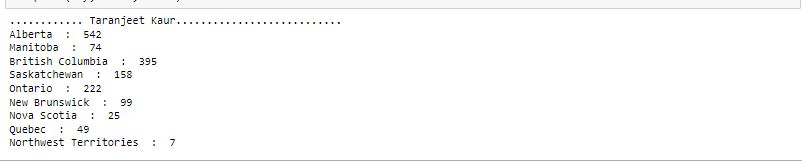 ............ Taranjeet Kaur...........................
Alberta  :  542
Manitoba  :  74
British Columbia  :  395
Saskatchewan  :  158
Ontario  :  222
New Brunswick  :  99
Nova Scotia  :  25
Quebec  :  49
Northwest Territories  :  7